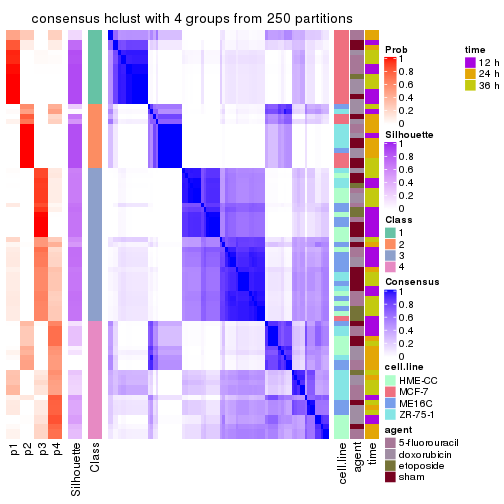 consensus hclust with 4 groups from 250 partitions
Prob
1
0.8
0.6
0.4
0.2
0
Silhouette
1
0.8
0.6
0.4
0.2
0
Class
1
2
3
4
Consensus
1
0.8
0.6
0.4
0.2
0
cell.line
HME-CC
MCF-7
ME16C
ZR-75-1
agent
5-fluorouracil
doxorubicin
etoposide
sham
time
12 h
24 h
36 h
p1
p2
p3
p4
Silhouette
Class
cell.line
agent
time